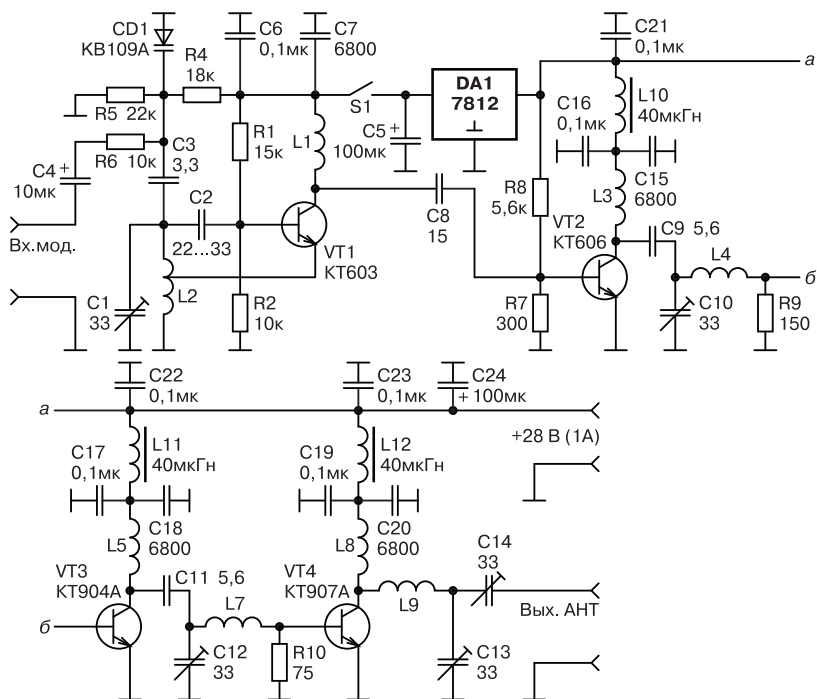 CD1
КВ109А
R4
18к
C6
0,1мк
C7
6800
C21
0,1мк
а
DA1
7812
S1
C16
0,1мк
L10
40мкГн
R5 22к
R6 10к
C3
3,3
R1
15к
L1
C5 +
100мк
C4 +
10мк
C2
22...33
R8
5,6к
C8
15
L3
C15
6800
VT2
КТ606
C9 5,6
L4
Вх.мод.
VT1
КТ603
б
C1
33
L2
R2
10к
R7
300
C10
33
R9
150
C22
0,1мк
C23
0,1мк
C24
+ 100мк
а
+28 В (1А)
C17
0,1мк
L11
40мкГн
C19
0,1мк
L12
40мкГн
L5
C18
6800
L8
C20
6800
C14
33
VT3
КТ904А
C11 5,6
VT4
КТ907А
L7
L9
Вых. АНТ
б
C12
33
R10
75
C13
33